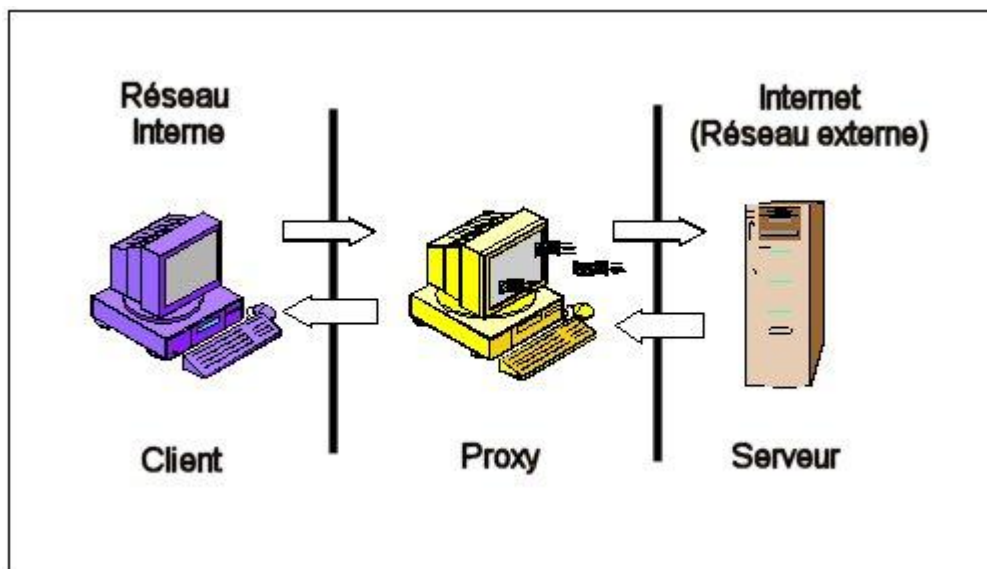 Réseau
Interne
Internet
(Réseau externe)
Client
Proxy
Serveur